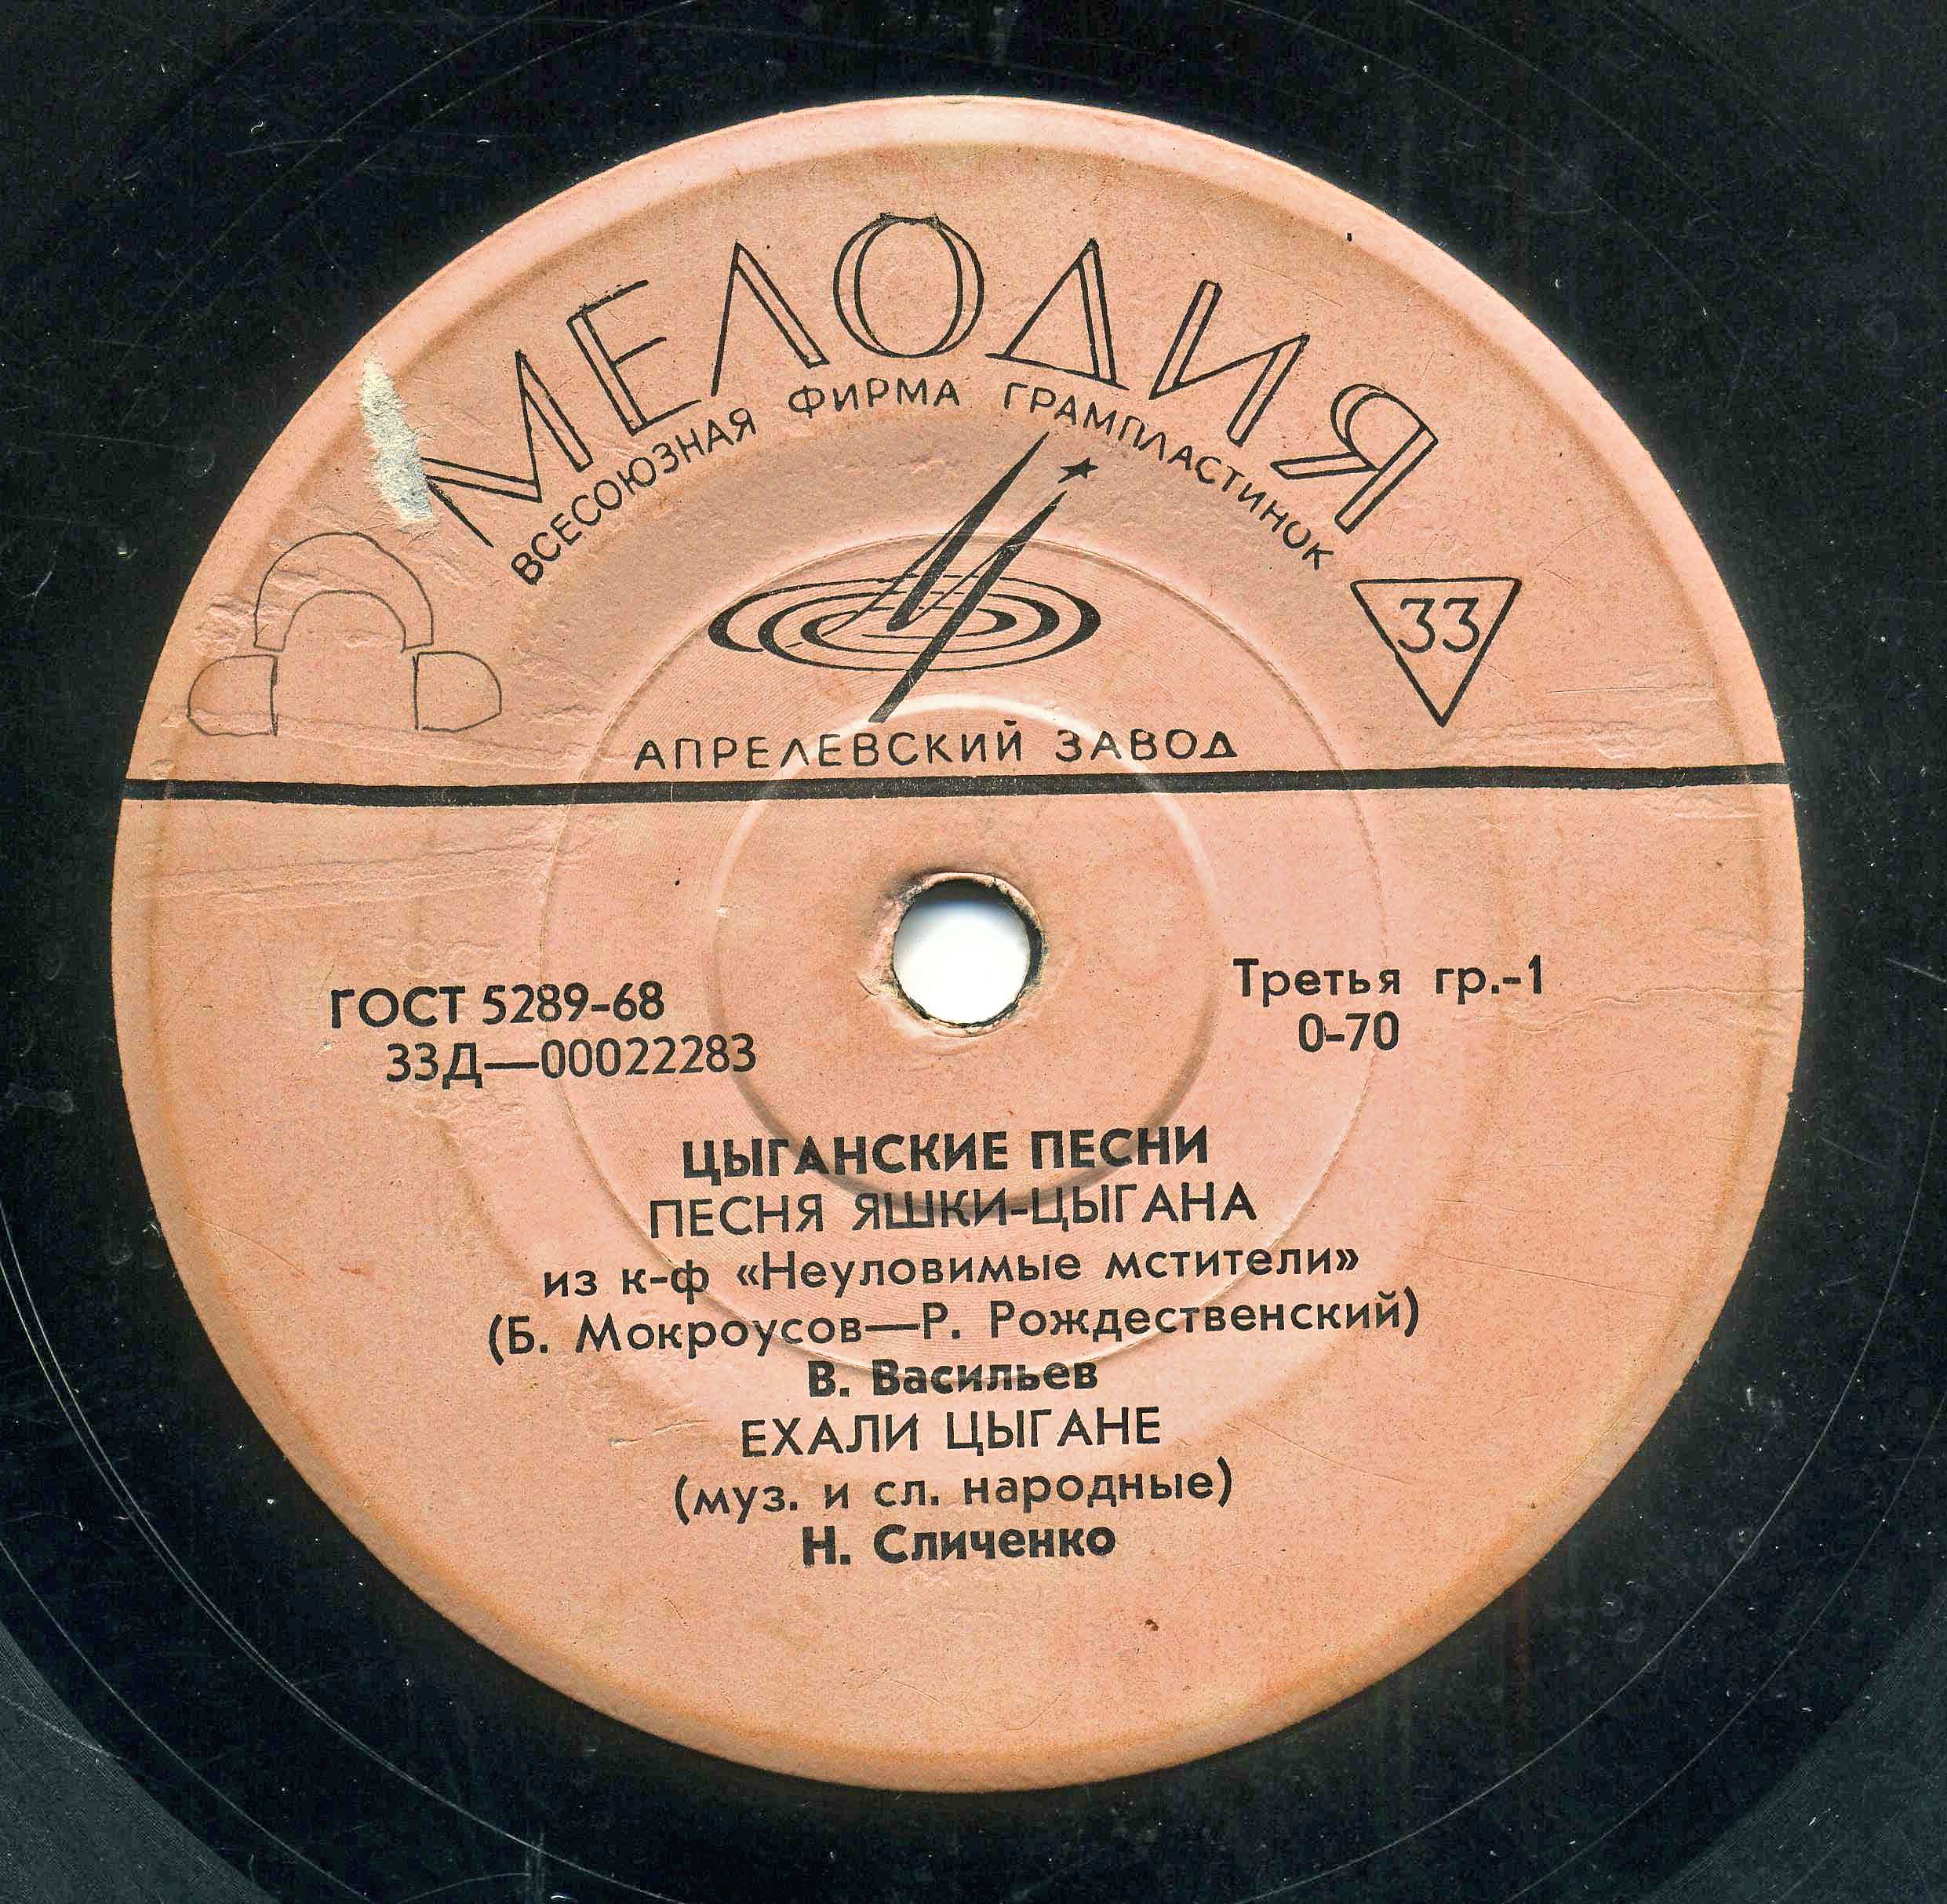 МЕЛОДИЯ
ВСЕСОЮЗНАЯ ФИРМА ГРАМПЛАСТИНОК
33
АПРЕЛЕВСКИЙ ЗАВОД
ГОСТ 5289-68
33Д—00022283
Третья гр.-1
0-70
ЦЫГАНСКИЕ ПЕСНИ
ПЕСНЯ ЯШКИ-ЦЫГАНА
из к-ф «Неуловимые мстители»
(Б. Мокроусов—Р. Рождественский)
В. Васильев
ЕХАЛИ ЦЫГАНЕ
(муз. и сл. народные)
Н. Сличенко